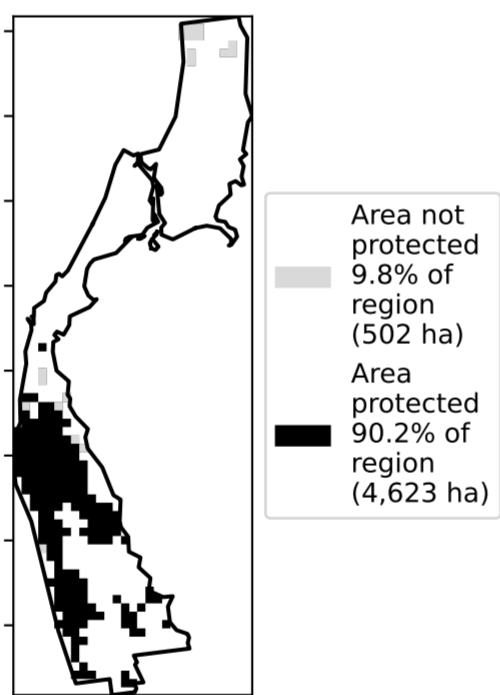 Area not
protected
9.8% of
region
(502 ha)
Area
protected
90.2% of
region
(4,623 ha)